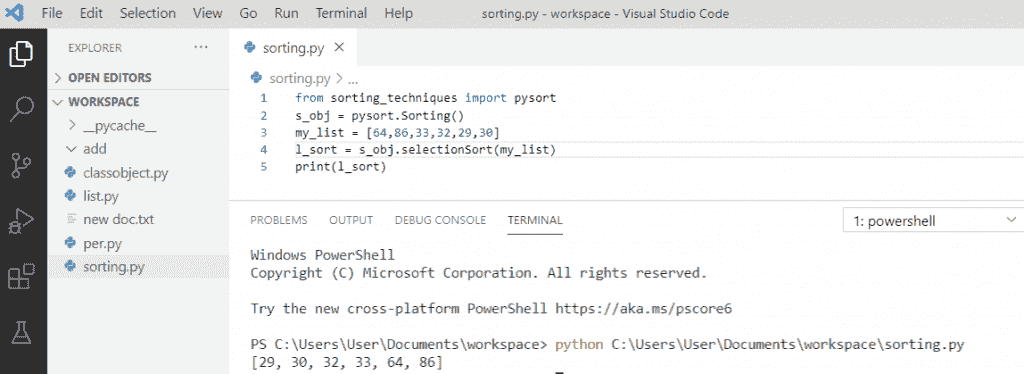 File Edit Selection View Go Run Terminal Help sorting.py - workspace - Visual Studio Code
EXPLORER ···
OPEN EDITORS
WORKSPACE
__pycache__
add
classobject.py
list.py
new doc.txt
per.py
sorting.py
sorting.py
sorting.py > ...
1 from sorting_techniques import pysort
2 s_obj = pysort.Sorting()
3 my_list = [64,86,33,32,29,30]
4 l_sort = s_obj.selectionSort(my_list)
5 print(l_sort)
PROBLEMS OUTPUT DEBUG CONSOLE TERMINAL 1: powershell
Windows PowerShell
Copyright (C) Microsoft Corporation. All rights reserved.
Try the new cross-platform PowerShell https://aka.ms/pscore6
PS C:\Users\User\Documents\workspace> python C:\Users\User\Documents\workspace\sorting.py
[29, 30, 32, 33, 64, 86]